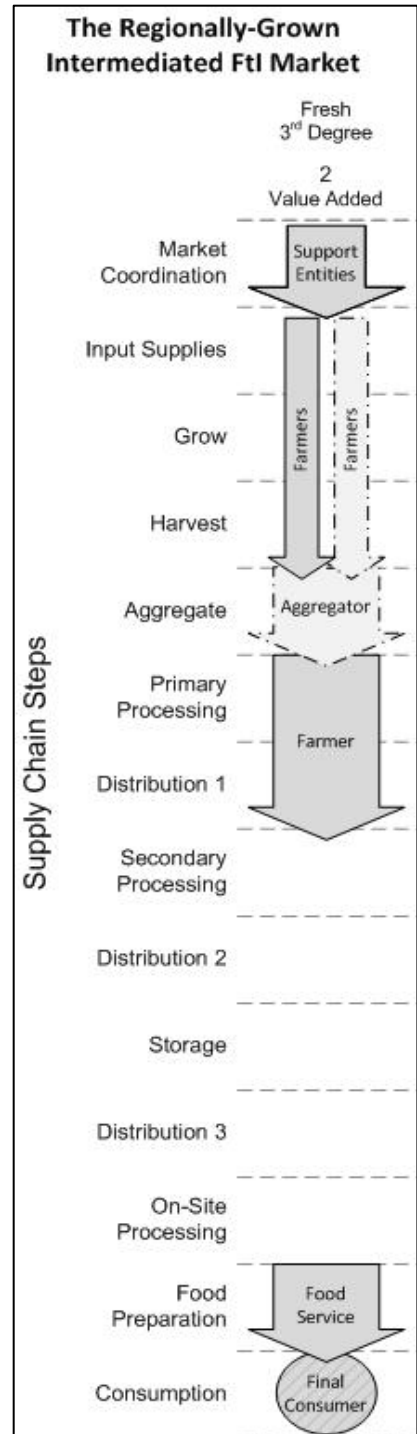 The Regionally-Grown
Intermediated FtI Market
Fresh
3rd Degree
2
Value Added
Supply Chain Steps
Market
Coordination
Support
Entities
Input Supplies
Grow
Farmers
Farmers
Harvest
Aggregate
Aggregator
Primary
Processing
Farmer
Distribution 1
Secondary
Processing
Distribution 2
Storage
Distribution 3
On-Site
Processing
Food
Preparation
Food
Service
Consumption
Final
Consumer